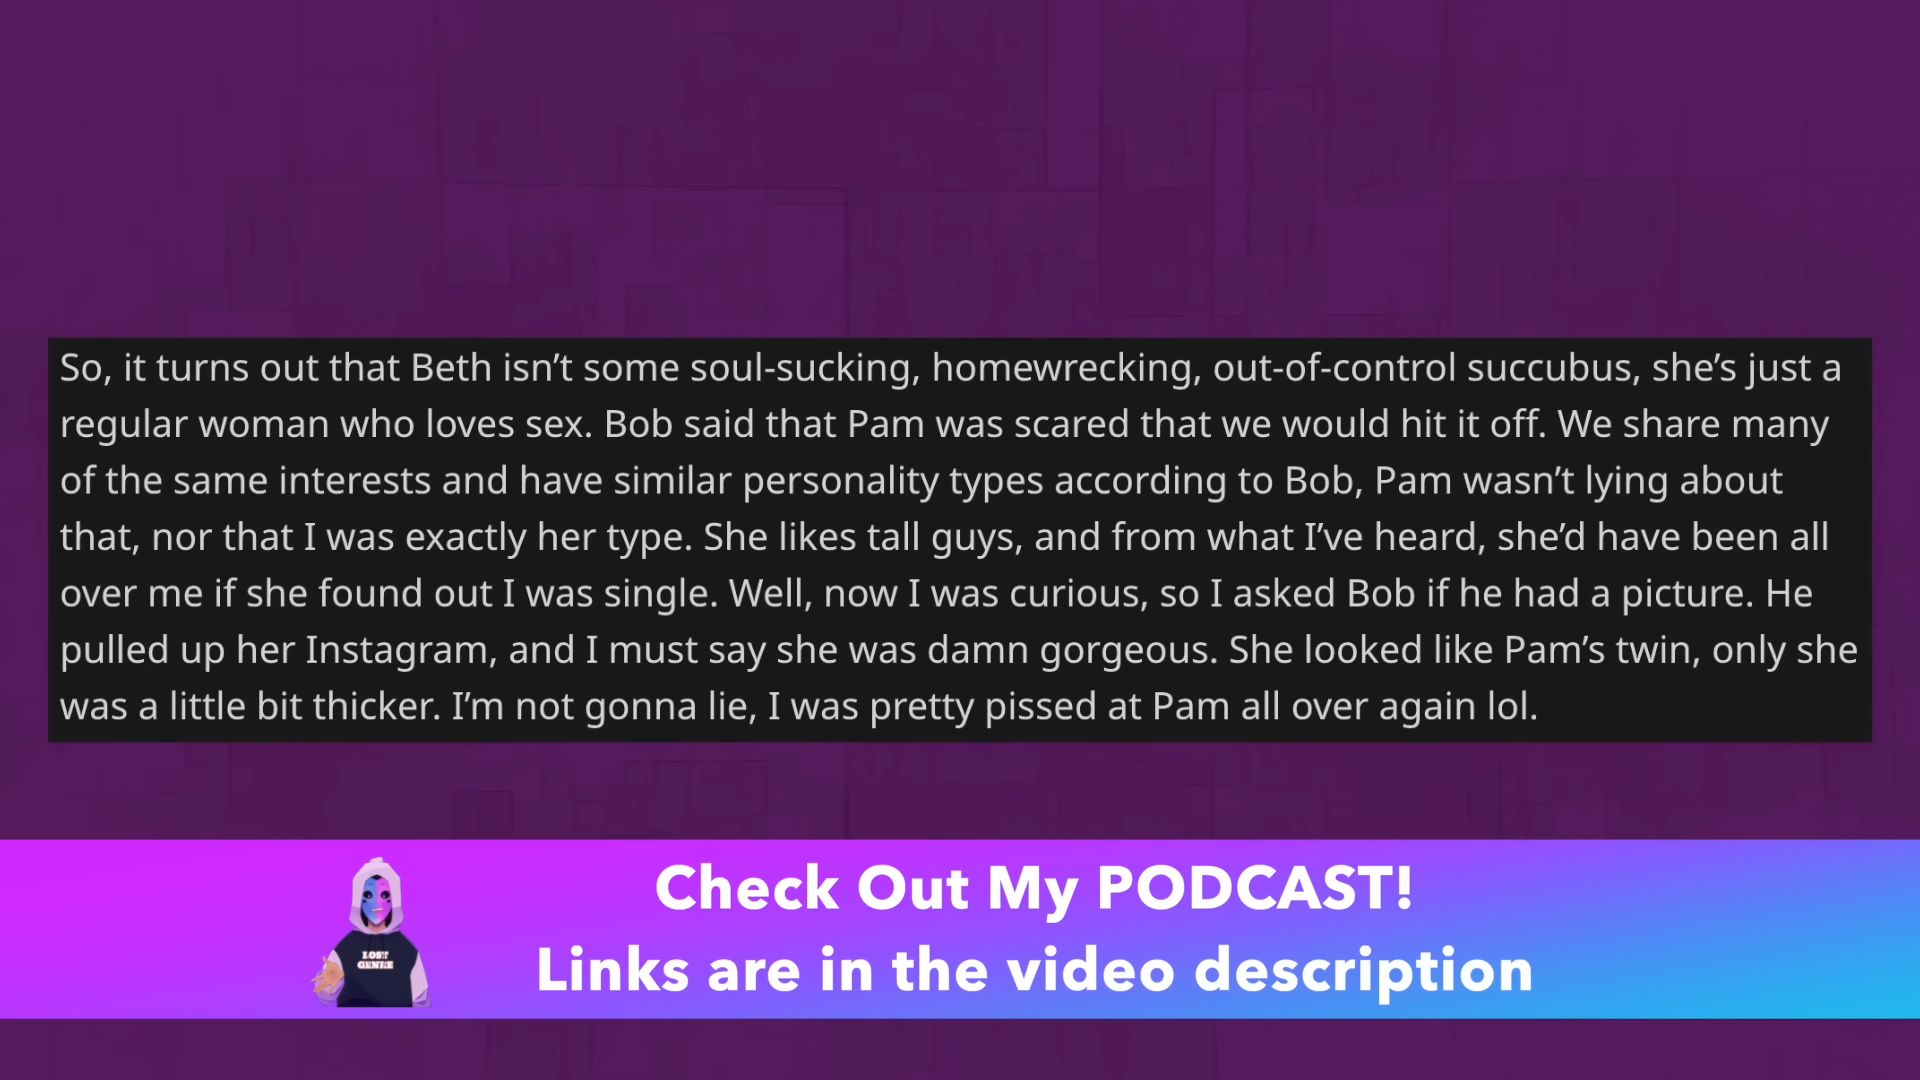 So, it turns out that Beth isn’t some soul-sucking, homewrecking, out-of-control succubus, she’s just a
regular woman who loves sex. Bob said that Pam was scared that we would hit it off. We share many
of the same interests and have similar personality types according to Bob, Pam wasn’t lying about
that, nor that I was exactly her type. She likes tall guys, and from what I’ve heard, she’d have been all
over me if she found out I was single. Well, now I was curious, so I asked Bob if he had a picture. He
pulled up her Instagram, and I must say she was damn gorgeous. She looked like Pam’s twin, only she
was a little bit thicker. I’m not gonna lie, I was pretty pissed at Pam all over again lol.
Check Out My PODCAST!
Links are in the video description
LOST
GENRE